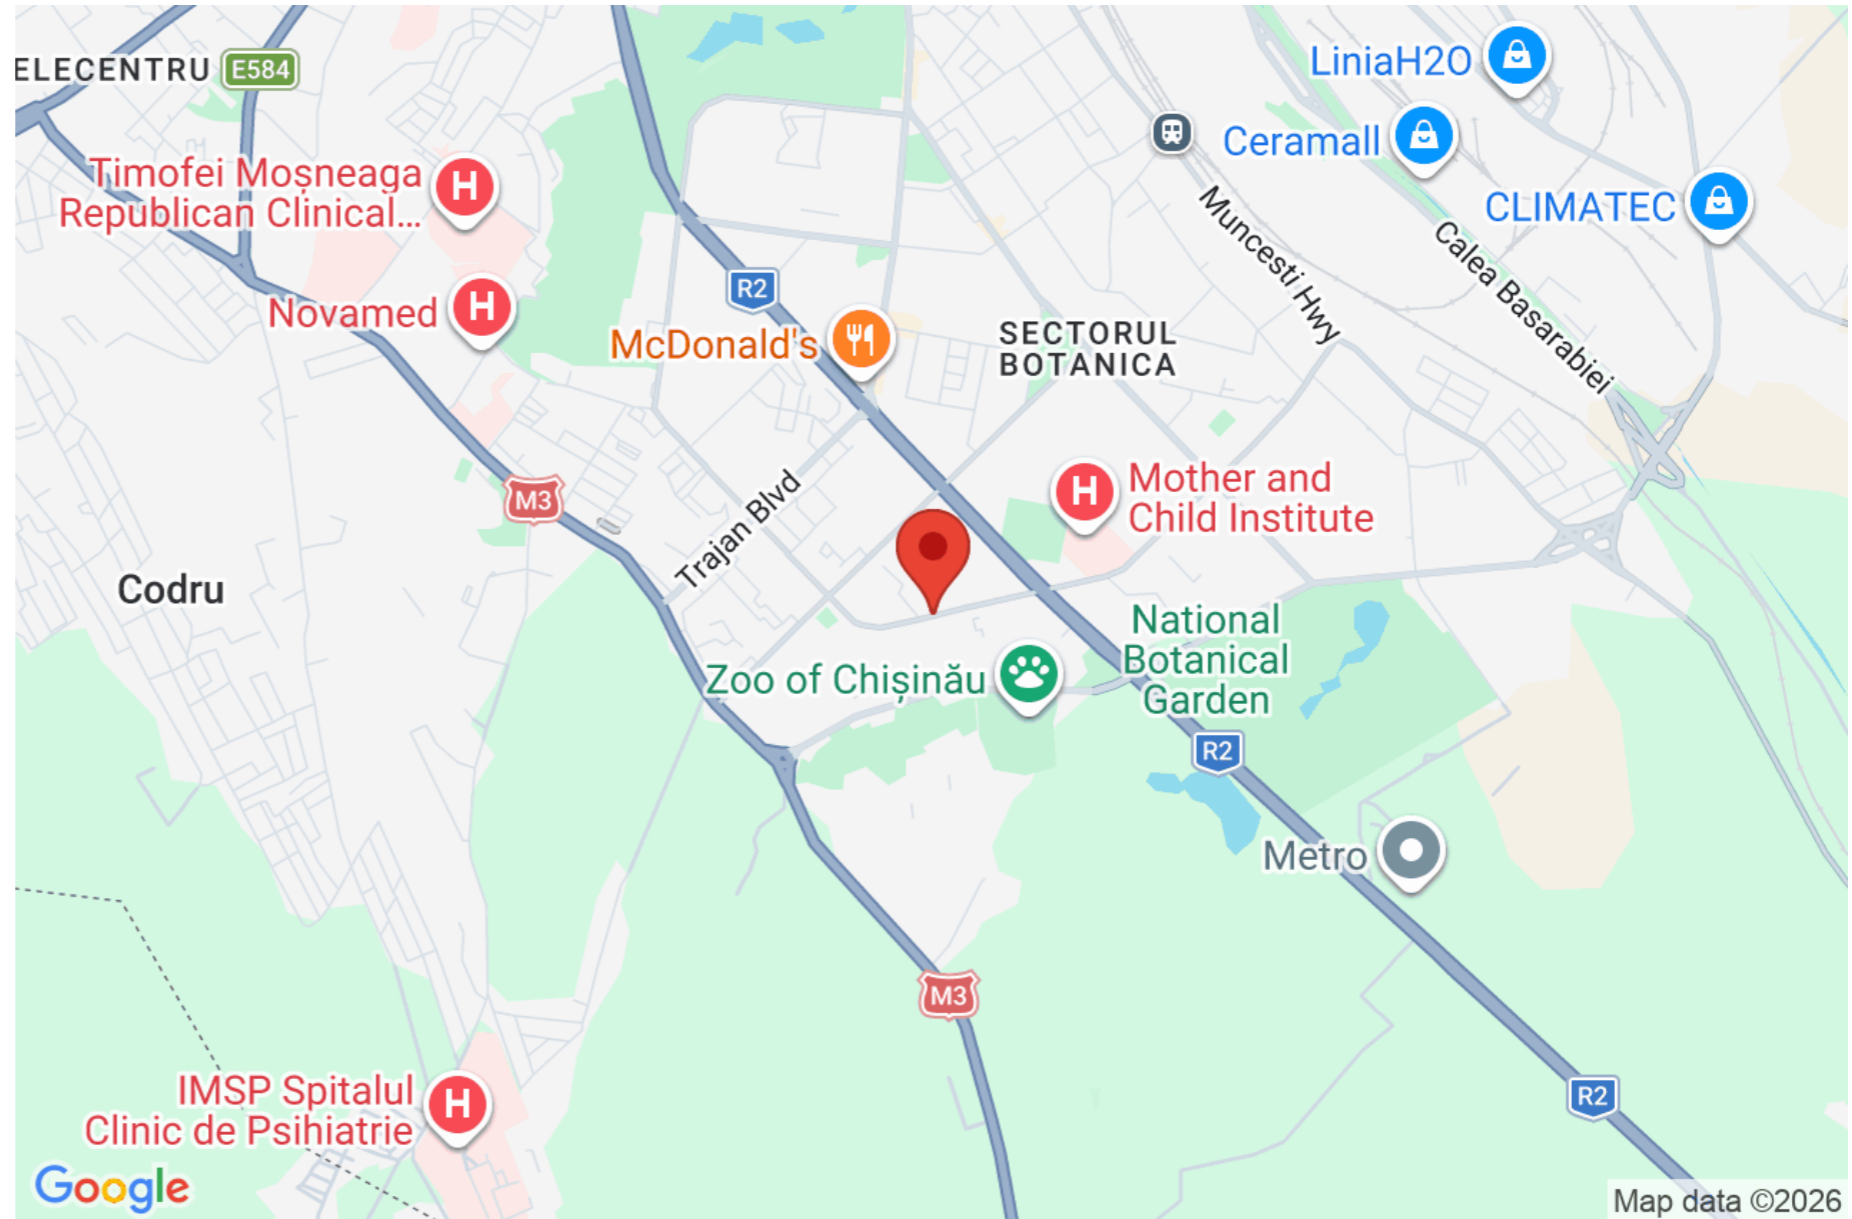 ELECENTRU
E584
LiniaH2O
Ceramall
Timofei Moșneaga
Republican Clinical...
CLIMATEC
Muncesti Hwy
Calea Basarabiei
R2
Novamed
McDonald's
SECTORUL
BOTANICA
M3
Trajan Blvd
Mother and
Child Institute
Codru
National
Botanical
Garden
Zoo of Chișinău
R2
Metro
M3
R2
IMSP Spitalul
Clinic de Psihiatrie
Google
Map data ©2026